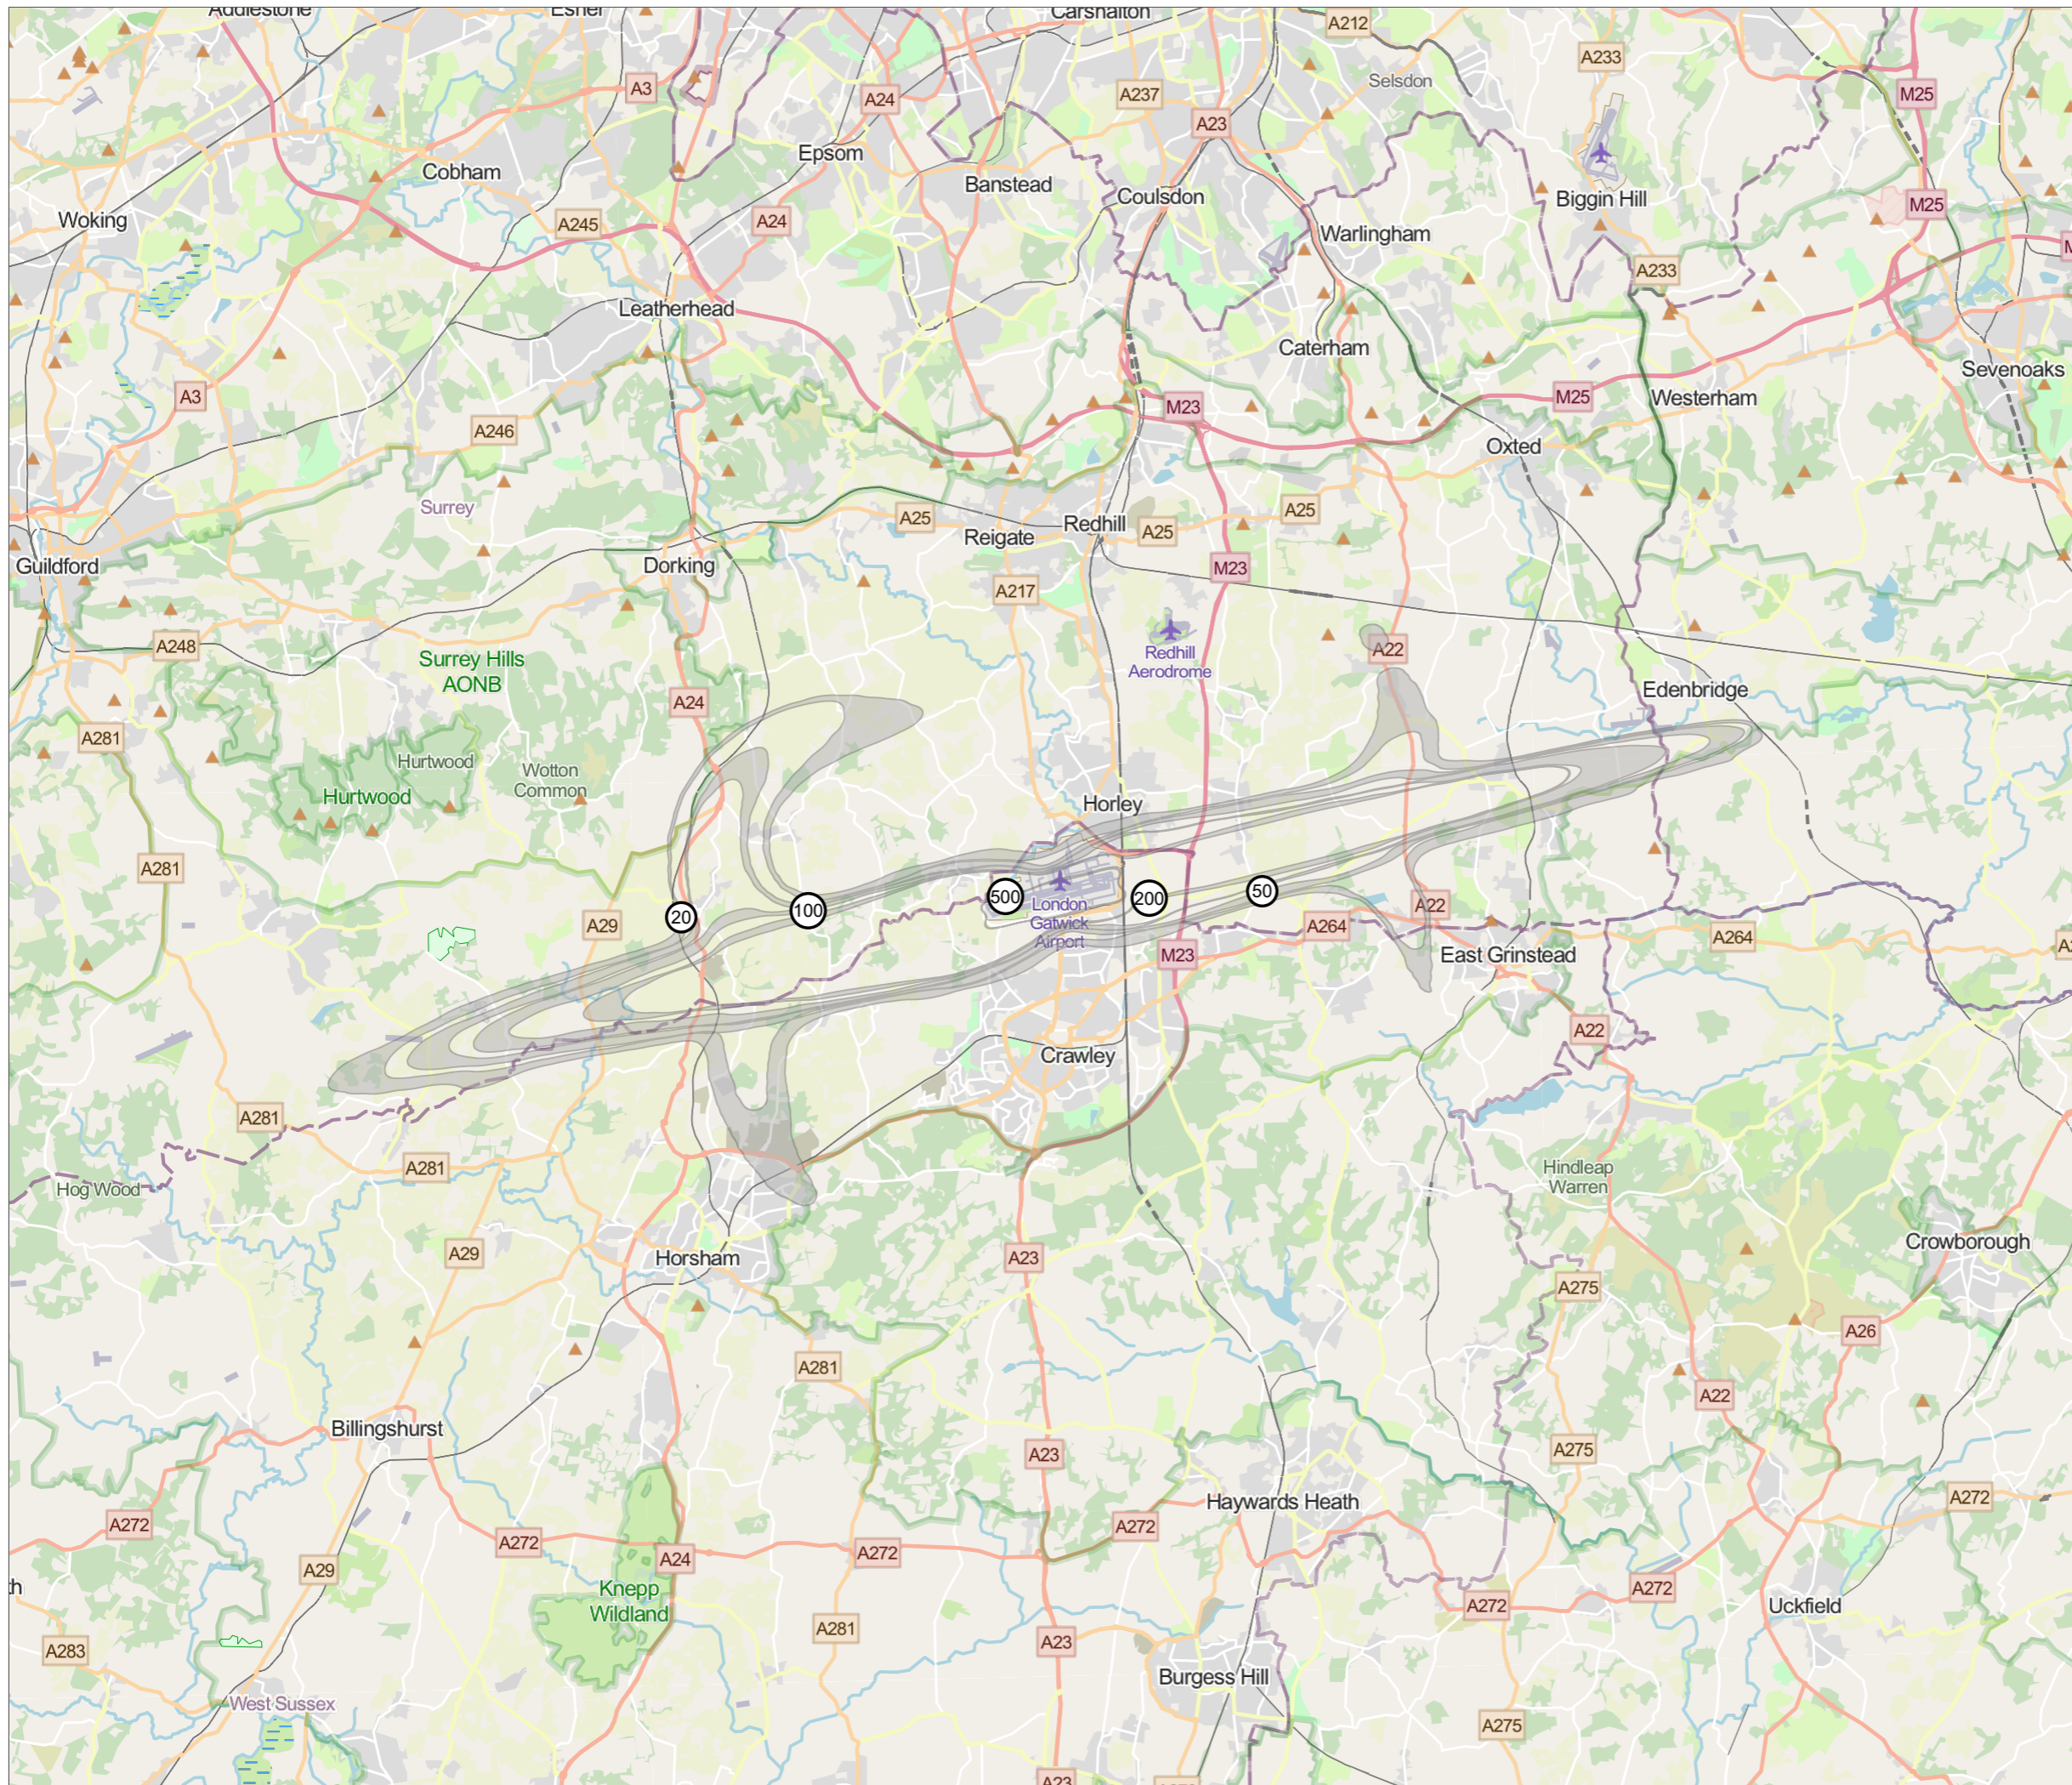 Addlestone
Esher
Carshalton
A212
A233
Selsdon
A3
A24
A237
M25
A23
Epsom
Cobham
Banstead
Coulsdon
Biggin Hill
M25
Woking
A245
A24
Warlingham
A233
Leatherhead
Caterham
Sevenoaks
A3
M23
M25
Westerham
A246
Oxted
Surrey
A25
Reigate
Redhill
A25
A25
Guildford
Dorking
M23
A217
A248
Surrey Hills
AONB
Redhill
Aerodrome
A22
Edenbridge
A24
A281
Hurtwood
Wotton
Common
Hurtwood
Horley
A281
500
200
50
20
100
London
Gatwick
Airport
A29
A22
A264
A264
M23
East Grinstead
A22
Crawley
A281
A281
Hog Wood
Hindleap
Warren
A29
Horsham
A23
Crowborough
A275
A26
A281
A22
Billingshurst
A23
A275
Haywards Heath
A272
A272
A272
A272
A24
A272
A29
Knepp
Wildland
A272
A272
Uckfield
A281
A23
A283
Burgess Hill
West Sussex
A275
A23